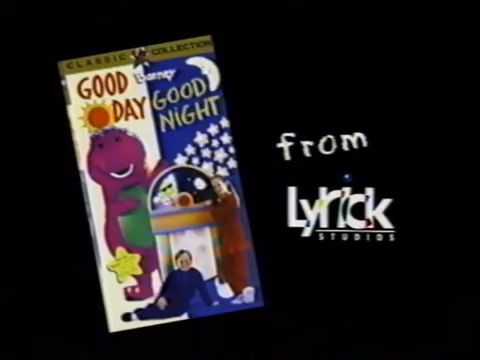 CLASSIC COLLECTION
Barney
GOOD DAY
GOOD NIGHT
from
Lyrick
STUDIOS